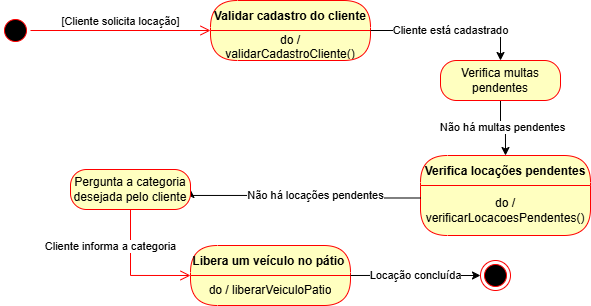 [Cliente solicita locação]
Validar cadastro do cliente
do /
validarCadastroCliente()
Cliente está cadastrado
Verifica multas
pendentes
Não há multas pendentes
Verifica locações pendentes
do /
verificarLocacoesPendentes()
Não há locações pendentes
Pergunta a categoria
desejada pelo cliente
Cliente informa a categoria
Libera um veículo no pátio
do / liberarVeiculoPatio
Locação concluída